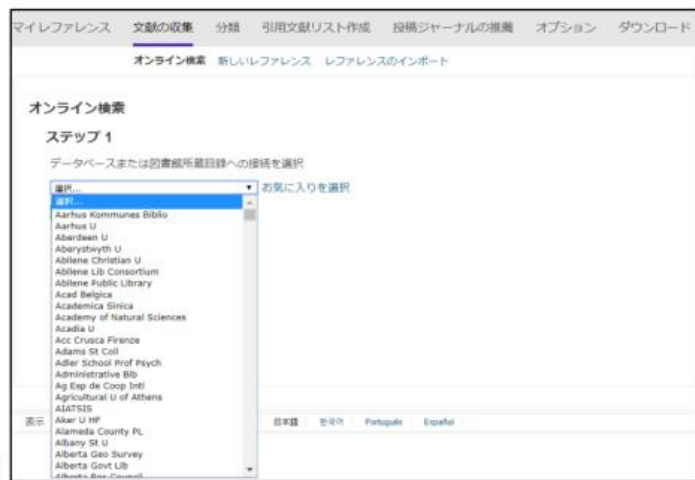 マイレファレンス 文献の収集 分類 引用文献リスト作成 投稿ジャーナルの推薦 オプション ダウンロード
オンライン検索 新しいレファレンス レファレンスのインポート
オンライン検索
ステップ 1
データベースまたは図書館所蔵目録への接続を選択
選択... お気に入りを選択
選択...
Aarhus Kommunes Biblio
Aarhus U
Aberdeen U
Aberystwyth U
Abilene Christian U
Abilene Lib Consortium
Abilene Public Library
Acad Belgica
Academica Sinica
Academy of Natural Sciences
Acadia U
Acc Crusca Firenze
Adams St Coll
Adler School Prof Psych
Administrative Bib
Ag Esp de Coop Intl
Agricultural U of Athens
AIATSIS
Aker U HF
表示 日本語 한국어 Português Español
Alameda County PL
Albany St U
Alberta Geo Survey
Alberta Govt Lib
Alberta Res Council